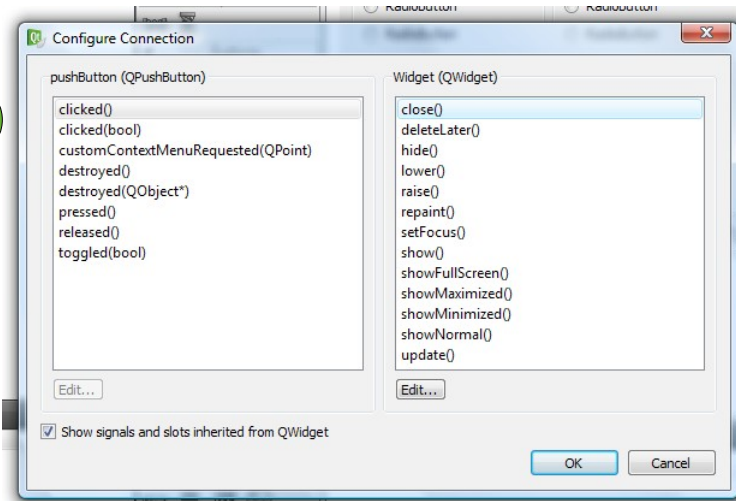 RadioButton
RadioButton
Configure Connection
pushButton (QPushButton)
clicked()
clicked(bool)
customContextMenuRequested(QPoint)
destroyed()
destroyed(QObject*)
pressed()
released()
toggled(bool)
Edit...
Widget (QWidget)
close()
deleteLater()
hide()
lower()
raise()
repaint()
setFocus()
show()
showFullScreen()
showMaximized()
showMinimized()
showNormal()
update()
Edit...
Show signals and slots inherited from QWidget
OK
Cancel